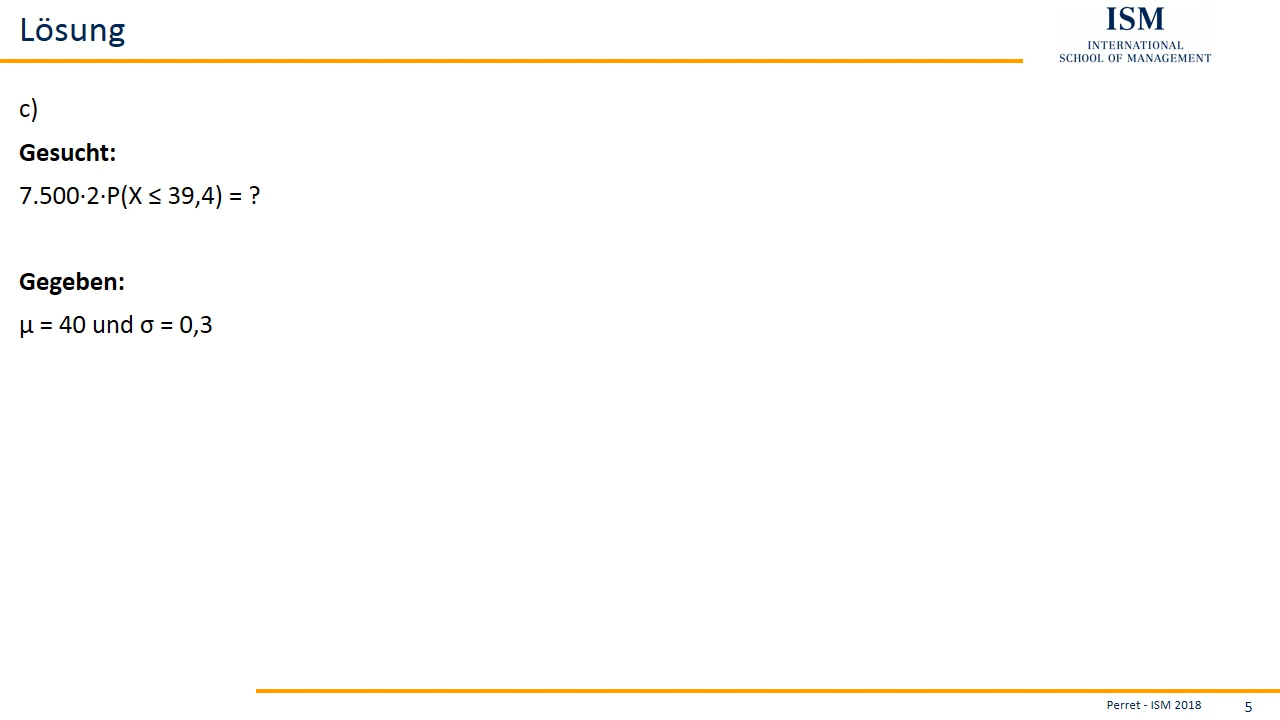 Lösung
ISM
INTERNATIONAL
SCHOOL OF MANAGEMENT
c)
Gesucht:
7.500·2·P(X ≤ 39,4) = ?
Gegeben:
μ = 40 und σ = 0,3
Perret - ISM 2018
5